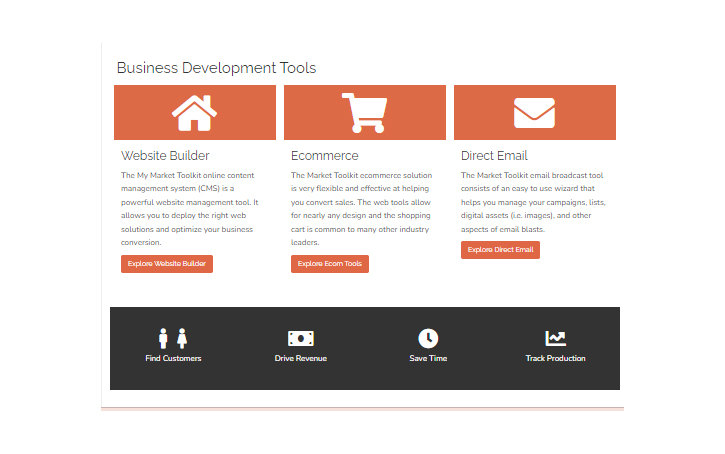 Business Development Tools
Website Builder
The My Market Toolkit online content
management system (CMS) is a
powerful website management tool. It
allows you to deploy the right web
solutions and optimize your business
conversion.
Explore Website Builder
Ecommerce
The Market Toolkit ecommerce solution
is very flexible and effective at helping
you convert sales. The web tools allow
for nearly any design and the shopping
cart is common to many other industry
leaders.
Explore Ecom Tools
Direct Email
The Market Toolkit email broadcast tool
consists of an easy to use wizard that
helps you manage your campaigns, lists,
digital assets (i.e. images), and other
aspects of email blasts.
Explore Direct Email
Find Customers
Drive Revenue
Save Time
Track Production